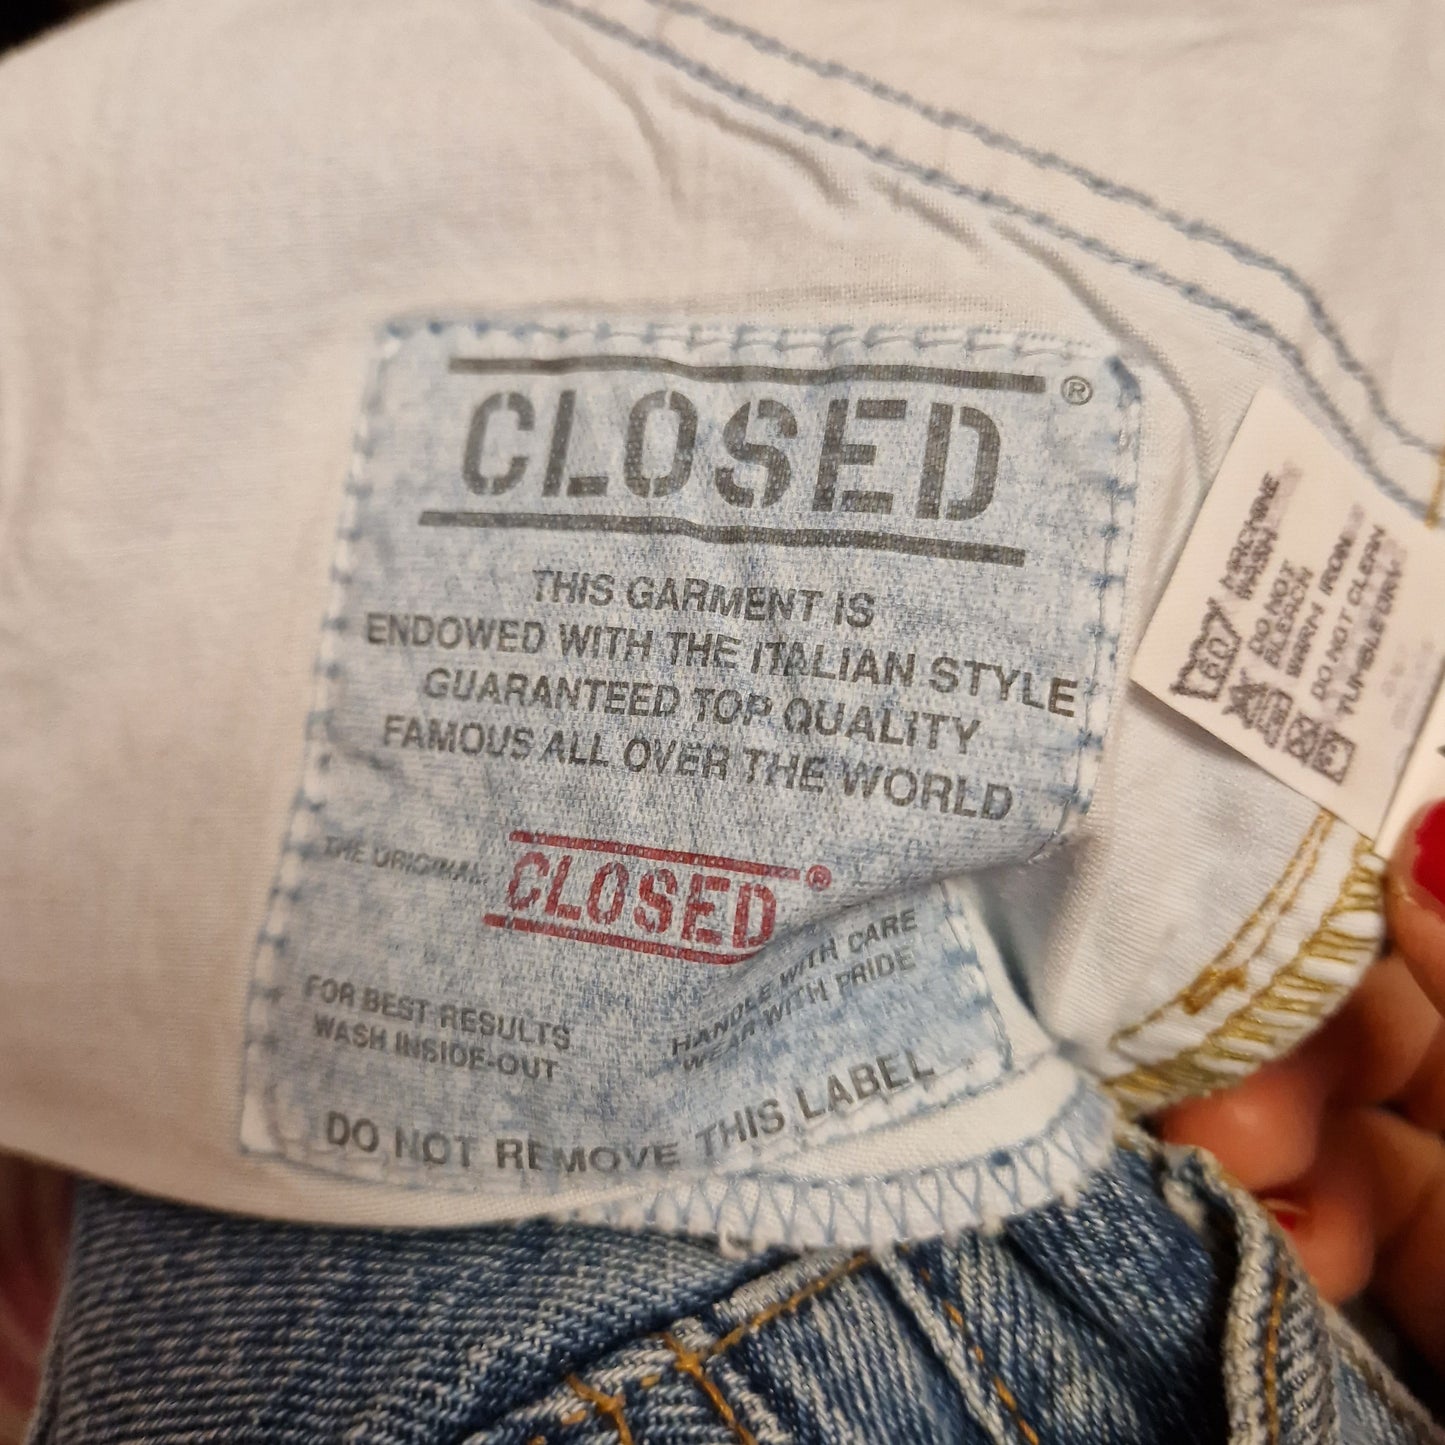 CLOSED®
THIS GARMENT IS
ENDOWED WITH THE ITALIAN STYLE
GUARANTEED TOP QUALITY
FAMOUS ALL OVER THE WORLD
THE ORIGINAL CLOSED®
FOR BEST RESULTS
WASH INSIDE-OUT
HANDLE WITH CARE
WEAR WITH PRIDE
DO NOT REMOVE THIS LABEL
60 MACHINE
WASH
DO NOT
BLEACH
WARM IRON
DO NOT CLEAN
TUMBLE DRY